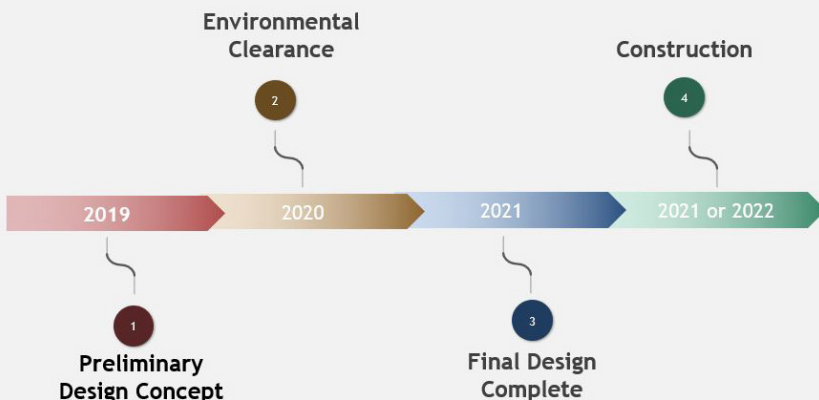 Environmental
Clearance
Construction
2
4
2019
2020
2021
2021 or 2022
1
3
Preliminary
Design Concept
Final Design
Complete